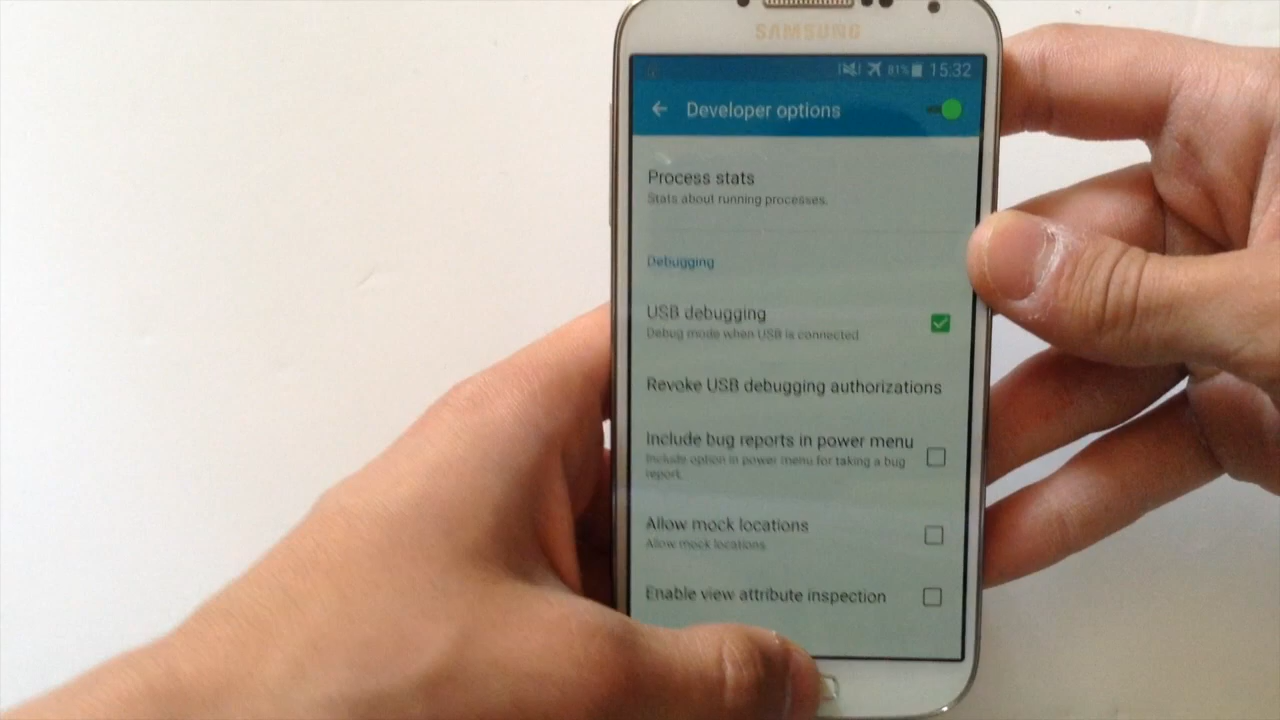 SAMSUNG
81% 15:32
Developer options
Process stats
Stats about running processes.
Debugging
USB debugging
Debug mode when USB is connected
Revoke USB debugging authorizations
Include bug reports in power menu
Include option in power menu for taking a bug
report.
Allow mock locations
Allow mock locations
Enable view attribute inspection